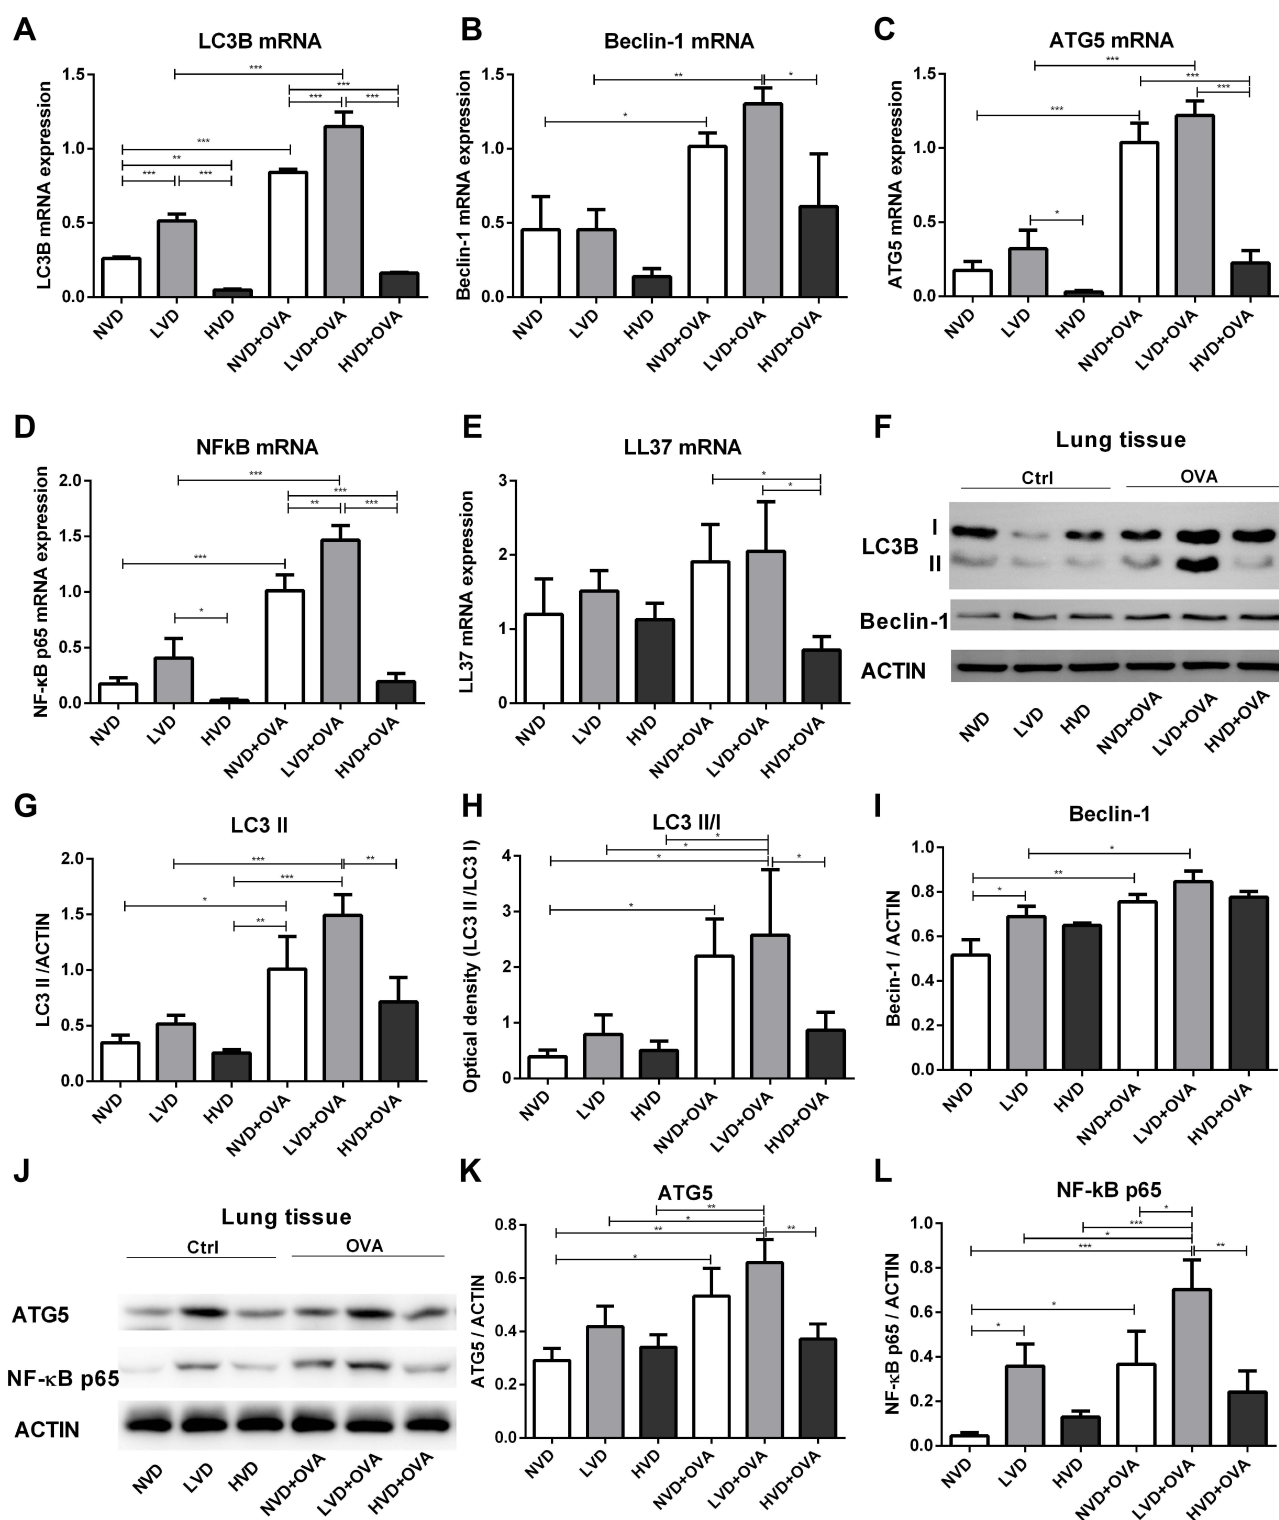 A
LC3B mRNA
LC3B mRNA expression
1.5
1.0
0.5
0.0
***
***
***
***
***
**
***
***
NVD
LVD
HVD
NVD+OVA
LVD+OVA
HVD+OVA
B
Beclin-1 mRNA
Beclin-1 mRNA expression
1.5
1.0
0.5
0.0
**
*
*
NVD
LVD
HVD
NVD+OVA
LVD+OVA
HVD+OVA
C
ATG5 mRNA
ATG5 mRNA expression
1.5
1.0
0.5
0.0
***
***
***
***
*
NVD
LVD
HVD
NVD+OVA
LVD+OVA
HVD+OVA
D
NFkB mRNA
NF-κB p65 mRNA expression
2.0
1.5
1.0
0.5
0.0
***
***
**
***
***
*
NVD
LVD
HVD
NVD+OVA
LVD+OVA
HVD+OVA
E
LL37 mRNA
LL37 mRNA expression
3
2
1
0
*
*
NVD
LVD
HVD
NVD+OVA
LVD+OVA
HVD+OVA
F
Lung tissue
Ctrl
OVA
LC3B
I
II
Beclin-1
ACTIN
NVD
LVD
HVD
NVD+OVA
LVD+OVA
HVD+OVA
G
LC3 II
LC3 II/ACTIN
2.0
1.5
1.0
0.5
0.0
***
**
***
*
**
NVD
LVD
HVD
NVD+OVA
LVD+OVA
HVD+OVA
H
LC3 II/I
Optical density (LC3 II /LC3 I)
4
3
2
1
0
*
*
*
*
*
NVD
LVD
HVD
NVD+OVA
LVD+OVA
HVD+OVA
I
Beclin-1
Becin-1 / ACTIN
1.0
0.8
0.6
0.4
0.2
0.0
*
**
*
NVD
LVD
HVD
NVD+OVA
LVD+OVA
HVD+OVA
J
Lung tissue
Ctrl
OVA
ATG5
NF-κB p65
ACTIN
NVD
LVD
HVD
NVD+OVA
LVD+OVA
HVD+OVA
K
ATG5
ATG5 / ACTIN
0.8
0.6
0.4
0.2
0.0
**
*
**
**
*
NVD
LVD
HVD
NVD+OVA
LVD+OVA
HVD+OVA
L
NF-kB p65
NF-κB p65 / ACTIN
1.0
0.8
0.6
0.4
0.2
0.0
*
***
*
***
**
*
*
NVD
LVD
HVD
NVD+OVA
LVD+OVA
HVD+OVA